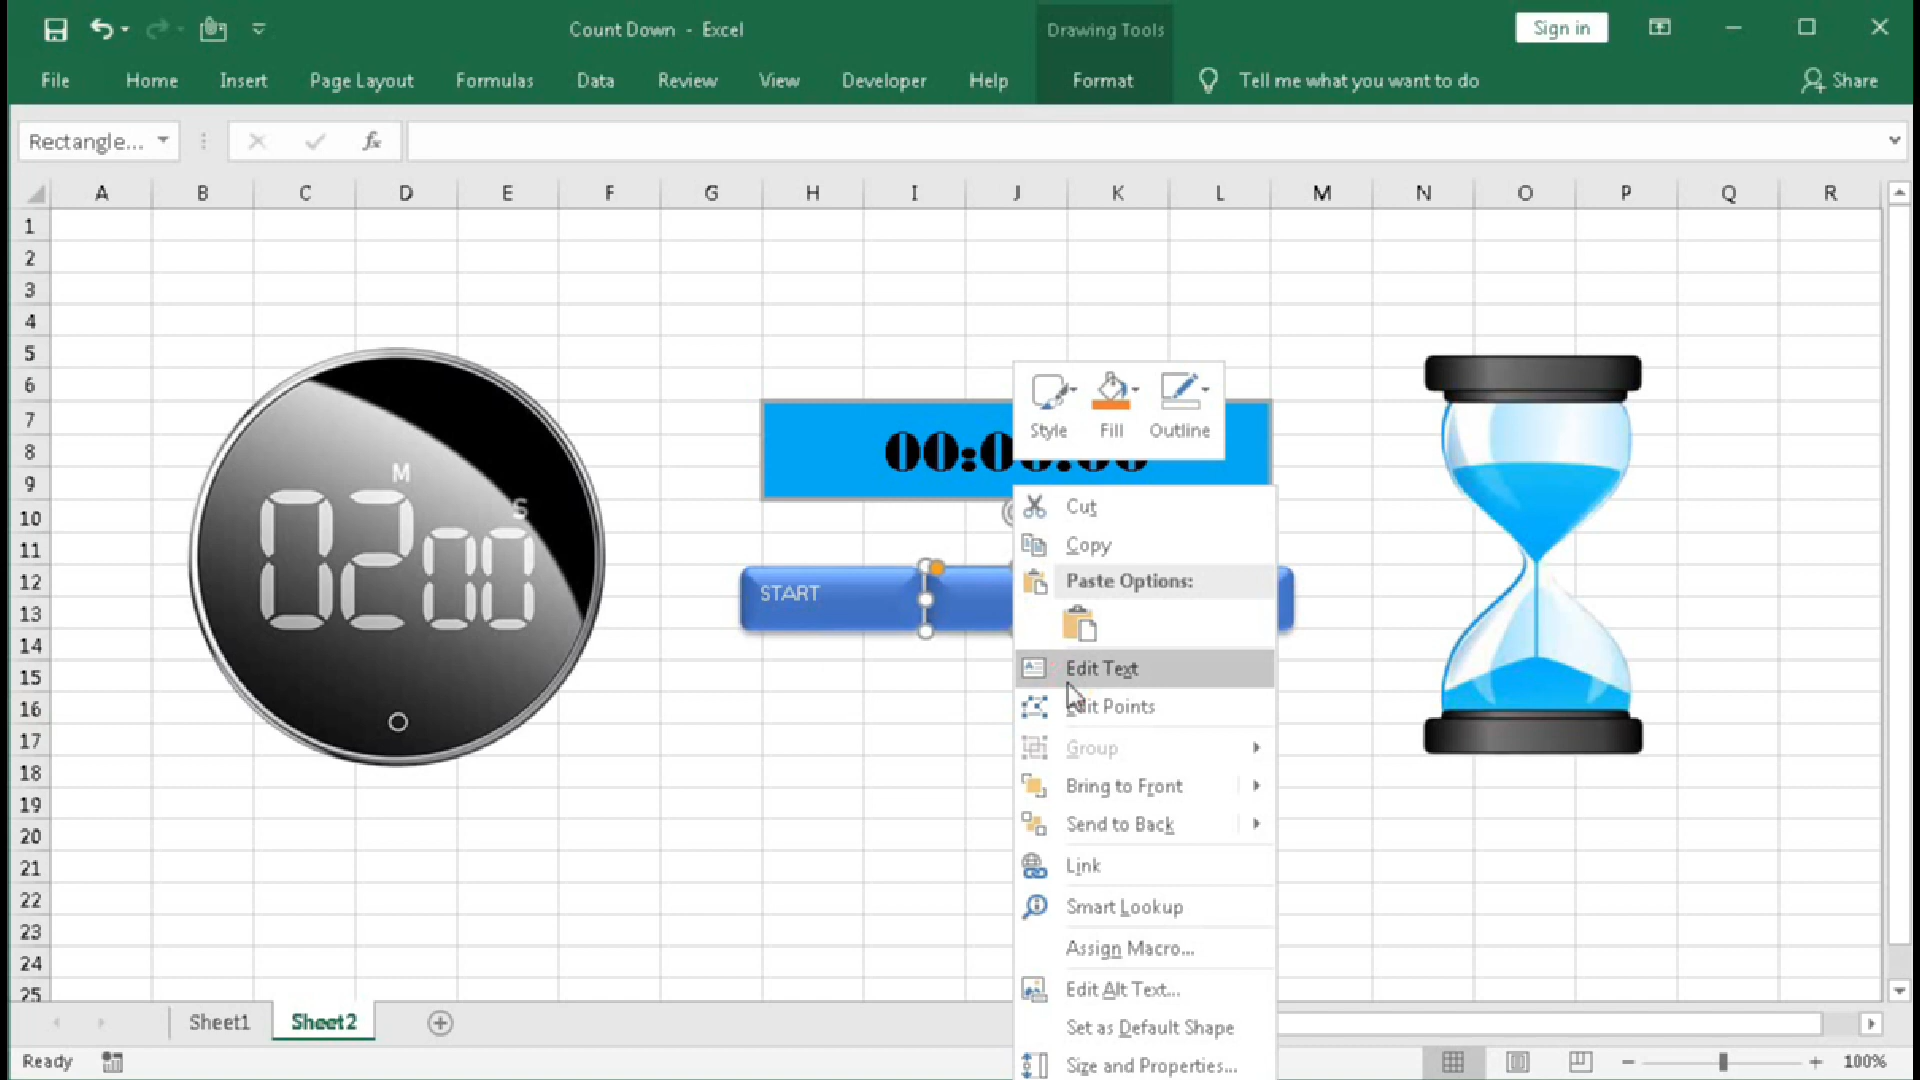 Count Down - Excel
Drawing Tools
Sign in
File Home Insert Page Layout Formulas Data Review View Developer Help Format Tell me what you want to do Share
Rectangle... fx
A B C D E F G H I J K L M N O P Q R
1
2
3
4
5
6
7
8
9
10
11
12
13
14
15
16
17
18
19
20
21
22
23
24
25
M
S
02 00
START
Style Fill Outline
Cut
Copy
Paste Options:
Edit Text
Edit Points
Group
Bring to Front
Send to Back
Link
Smart Lookup
Assign Macro...
Edit Alt Text...
Set as Default Shape
Size and Properties...
Sheet1 Sheet2
Ready 100%